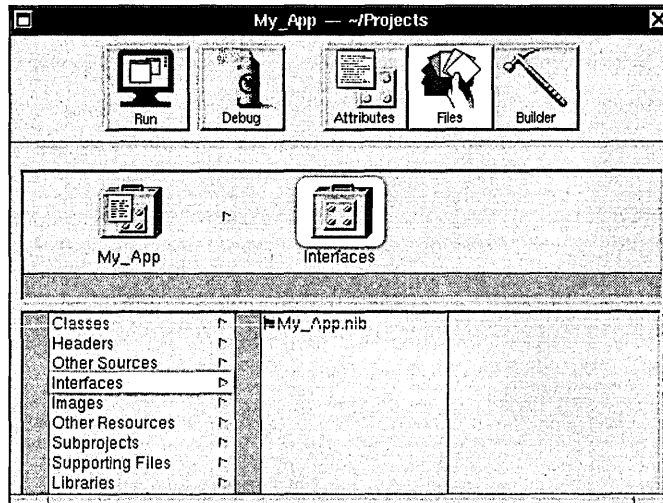 My_App — ~/Projects
Run Debug Attributes Files Builder
My_App Interfaces
Classes My_App.nib
Headers
Other Sources
Interfaces
Images
Other Resources
Subprojects
Supporting Files
Libraries